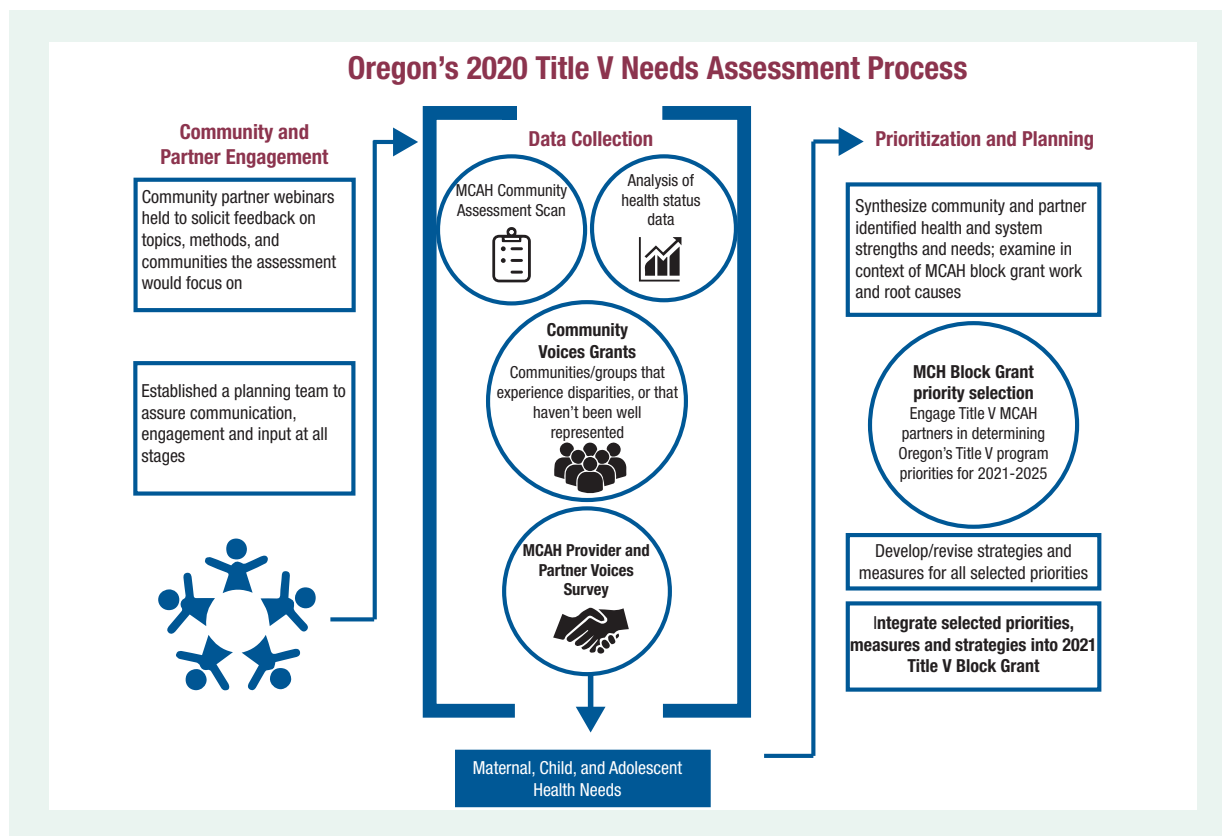 Oregon’s 2020 Title V Needs Assessment Process
Community and
Partner Engagement
Community partner webinars
held to solicit feedback on
topics, methods, and
communities the assessment
would focus on
Established a planning team to
assure communication,
engagement and input at all
stages
Data Collection
MCAH Community
Assessment Scan
Analysis of
health status
data
Community
Voices Grants
Communities/groups that
experience disparities, or that
haven’t been well
represented
MCAH Provider and
Partner Voices
Survey
Maternal, Child, and Adolescent
Health Needs
Prioritization and Planning
Synthesize community and partner
identified health and system
strengths and needs; examine in
context of MCAH block grant work
and root causes
MCH Block Grant
priority selection
Engage Title V MCAH
partners in determining
Oregon’s Title V program
priorities for 2021-2025
Develop/revise strategies and
measures for all selected priorities
Integrate selected priorities,
measures and strategies into 2021
Title V Block Grant